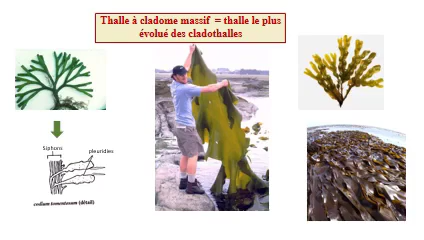 Thalle à cladome massif = thalle le plus
évolué des cladothalles
Siphons
pleuridies
codium tomentosum (détail)